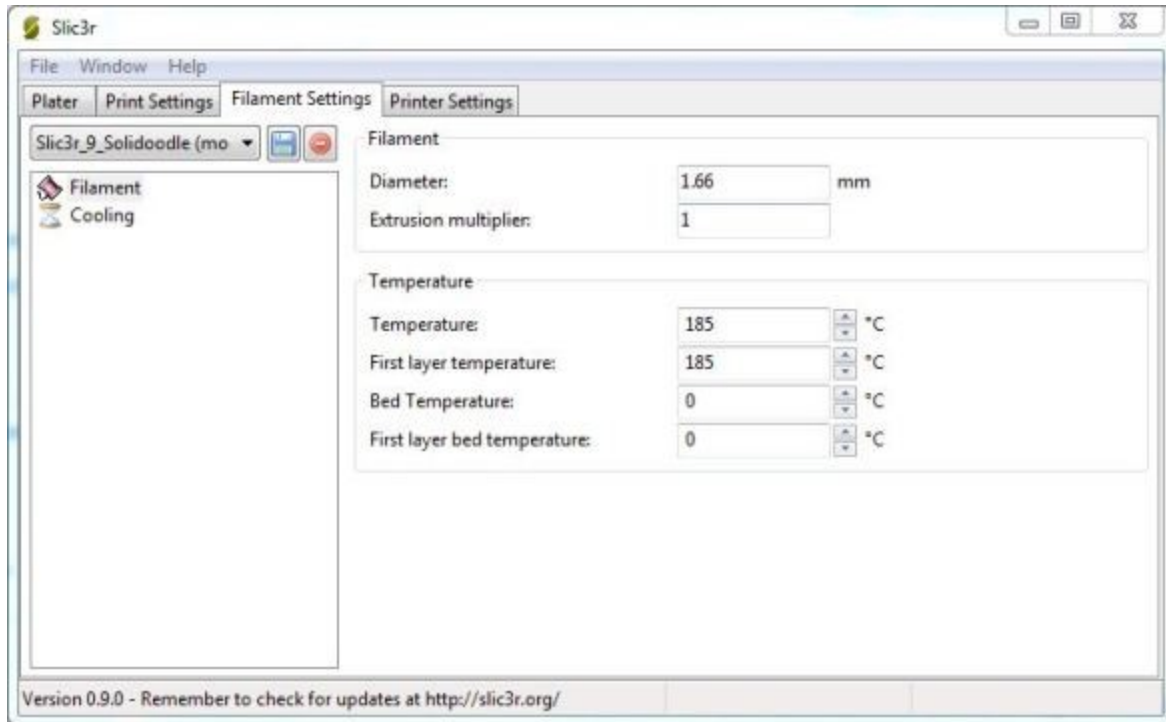 Slic3r
File Window Help
Plater Print Settings Filament Settings Printer Settings
Slic3r_9_Solidoodle (mo
Filament
Cooling
Filament
Diameter: 1.66 mm
Extrusion multiplier: 1
Temperature
Temperature: 185 °C
First layer temperature: 185 °C
Bed Temperature: 0 °C
First layer bed temperature: 0 °C
Version 0.9.0 - Remember to check for updates at http://slic3r.org/